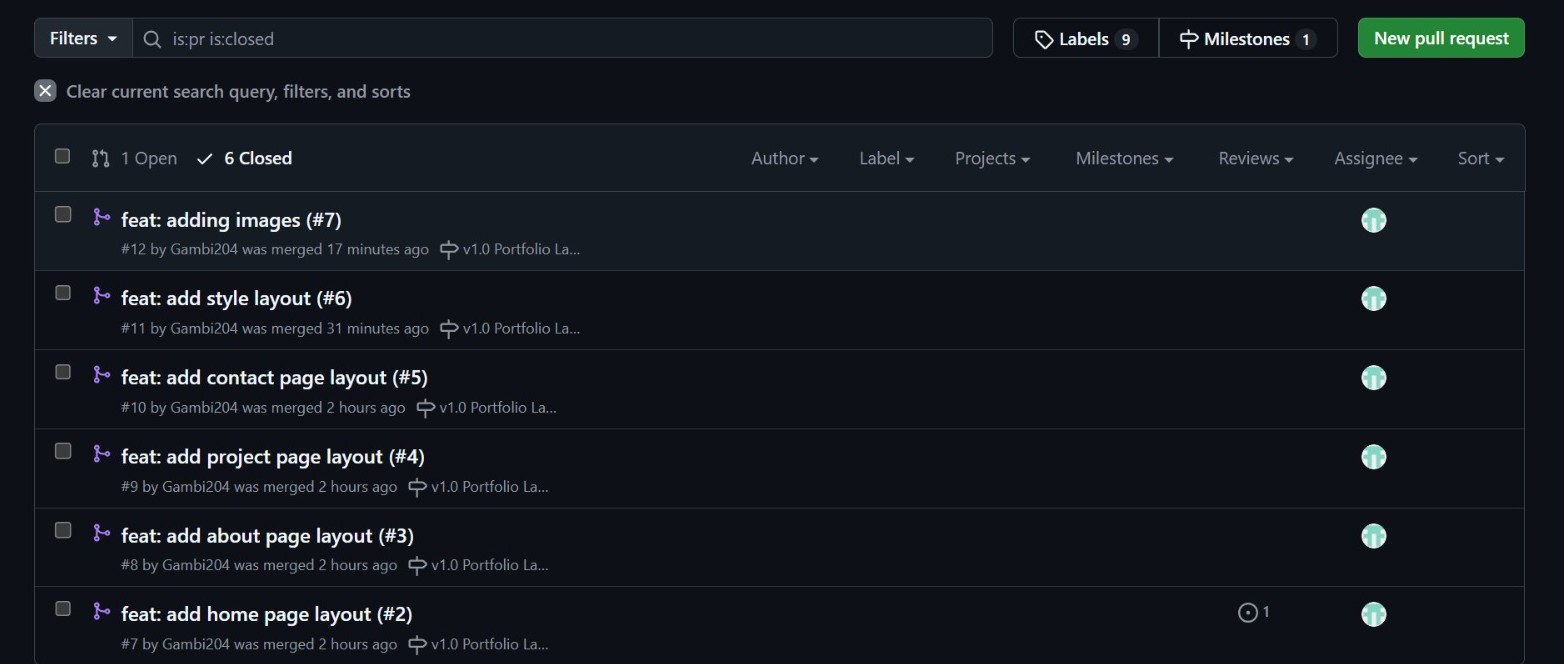 Filters
is:pr is:closed
Labels 9
Milestones 1
New pull request
Clear current search query, filters, and sorts
1 Open 6 Closed Author Label Projects Milestones Reviews Assignee Sort
feat: adding images (#7)
#12 by Gambi204 was merged 17 minutes ago v1.0 Portfolio La...
feat: add style layout (#6)
#11 by Gambi204 was merged 31 minutes ago v1.0 Portfolio La...
feat: add contact page layout (#5)
#10 by Gambi204 was merged 2 hours ago v1.0 Portfolio La...
feat: add project page layout (#4)
#9 by Gambi204 was merged 2 hours ago v1.0 Portfolio La...
feat: add about page layout (#3)
#8 by Gambi204 was merged 2 hours ago v1.0 Portfolio La...
feat: add home page layout (#2) 1
#7 by Gambi204 was merged 2 hours ago v1.0 Portfolio La...